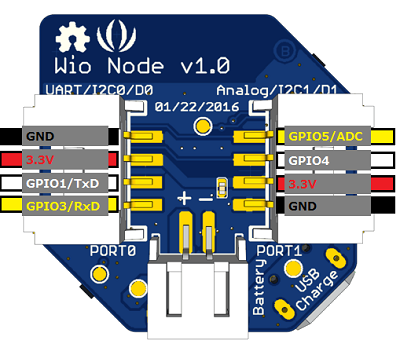 Wio Node v1.0
UART/I2C0/D0
Analog/I2C1/D1
01/22/2016
B
GND
3.3V
GPIO1/TxD
GPIO3/RxD
GPIO5/ADC
GPIO4
3.3V
GND
+ -
PORT0
PORT1
Battery
USB
Charge